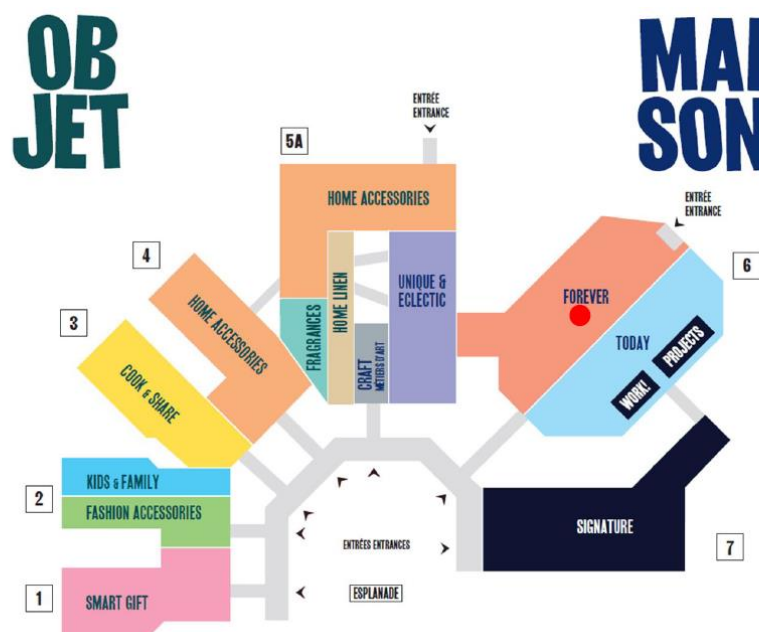 OB
JET
MAI
SON
ENTRÉE
ENTRANCE
5A
HOME ACCESSORIES
ENTRÉE
ENTRANCE
4
6
HOME ACCESSORIES
FRAGRANCES
HOME LINEN
CRAFT
MÉTIERS D'ART
UNIQUE &
ECLECTIC
FOREVER
TODAY
WORK!
PROJECTS
3
COOK & SHARE
2
KIDS & FAMILY
FASHION ACCESSORIES
SIGNATURE
7
ENTRÉES ENTRANCES
ESPLANADE
1
SMART GIFT